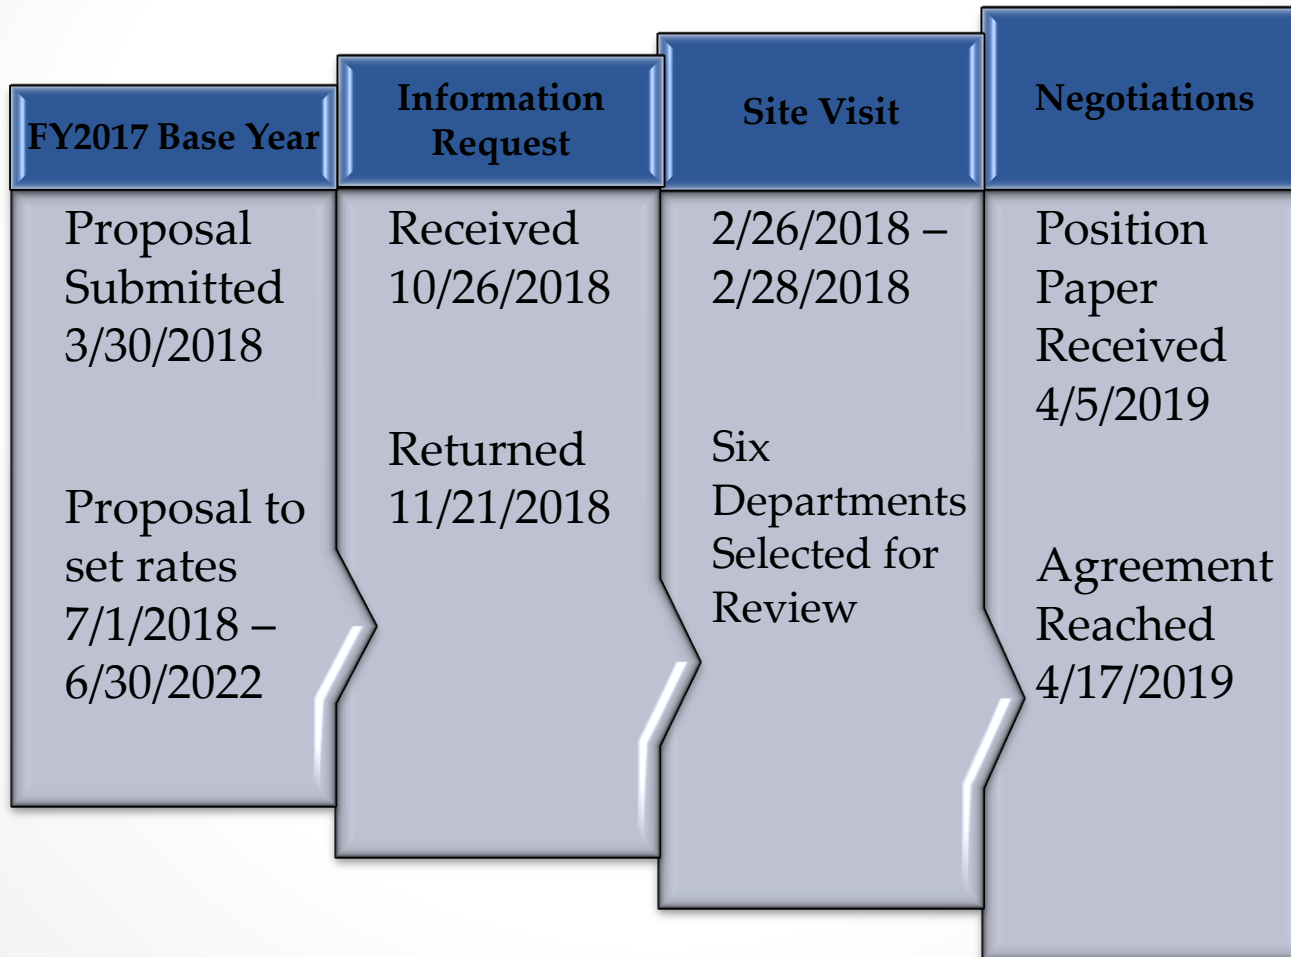 FY2017 Base Year
Proposal
Submitted
3/30/2018
Proposal to
set rates
7/1/2018 –
6/30/2022
Information
Request
Received
10/26/2018
Returned
11/21/2018
Site Visit
2/26/2018 –
2/28/2018
Six
Departments
Selected for
Review
Negotiations
Position
Paper
Received
4/5/2019
Agreement
Reached
4/17/2019